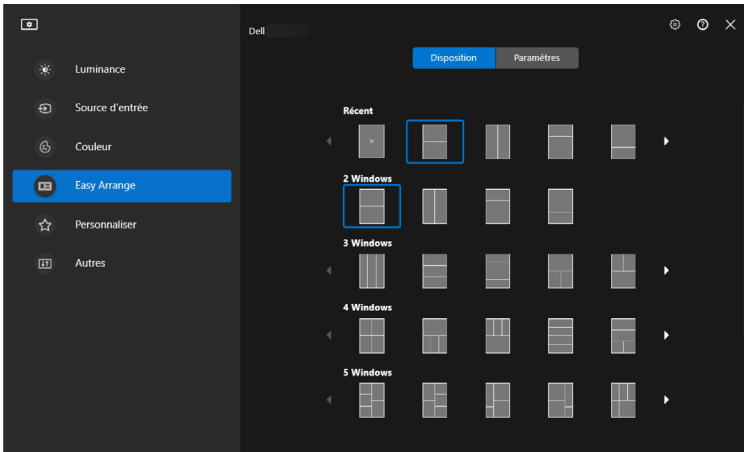 Dell
Disposition Paramètres
Luminance
Source d'entrée
Couleur
Easy Arrange
Personnaliser
Autres
Récent
2 Windows
3 Windows
4 Windows
5 Windows